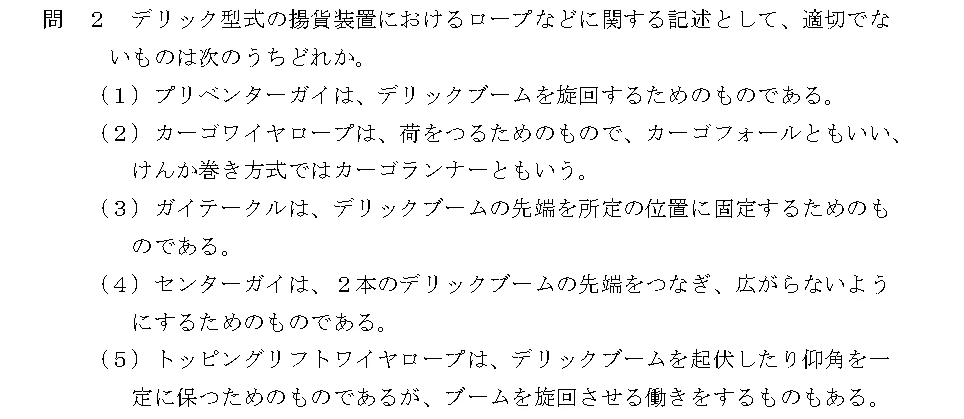 問　２　デリック型式の揚貨装置におけるロープなどに関する記述として、適切でな
いものは次のうちどれか。
（１）プリベンターガイは、デリックブームを旋回するためのものである。
（２）カーゴワイヤロープは、荷をつるためのもので、カーゴフォールともいい、
けんか巻き方式ではカーゴランナーともいう。
（３）ガイテークルは、デリックブームの先端を所定の位置に固定するためのも
のである。
（４）センターガイは、２本のデリックブームの先端をつなぎ、広がらないよう
にするためのものである。
（５）トッピングリフトワイヤロープは、デリックブームを起伏したり仰角を一
定に保つためのものであるが、ブームを旋回させる働きをするものもある。